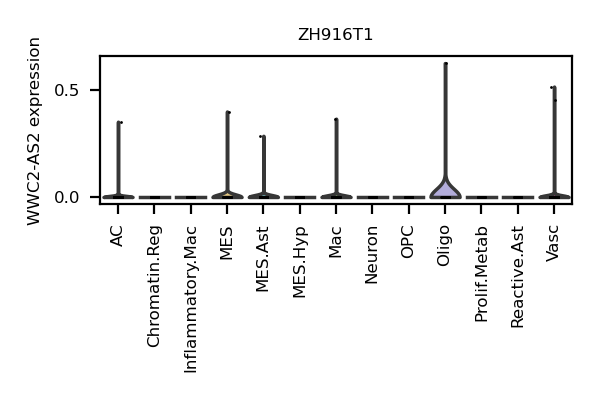 ZH916T1
WWC2-AS2 expression
0.5
0.0
AC
Chromatin.Reg
Inflammatory.Mac
MES
MES.Ast
MES.Hyp
Mac
Neuron
OPC
Oligo
Prolif.Metab
Reactive.Ast
Vasc